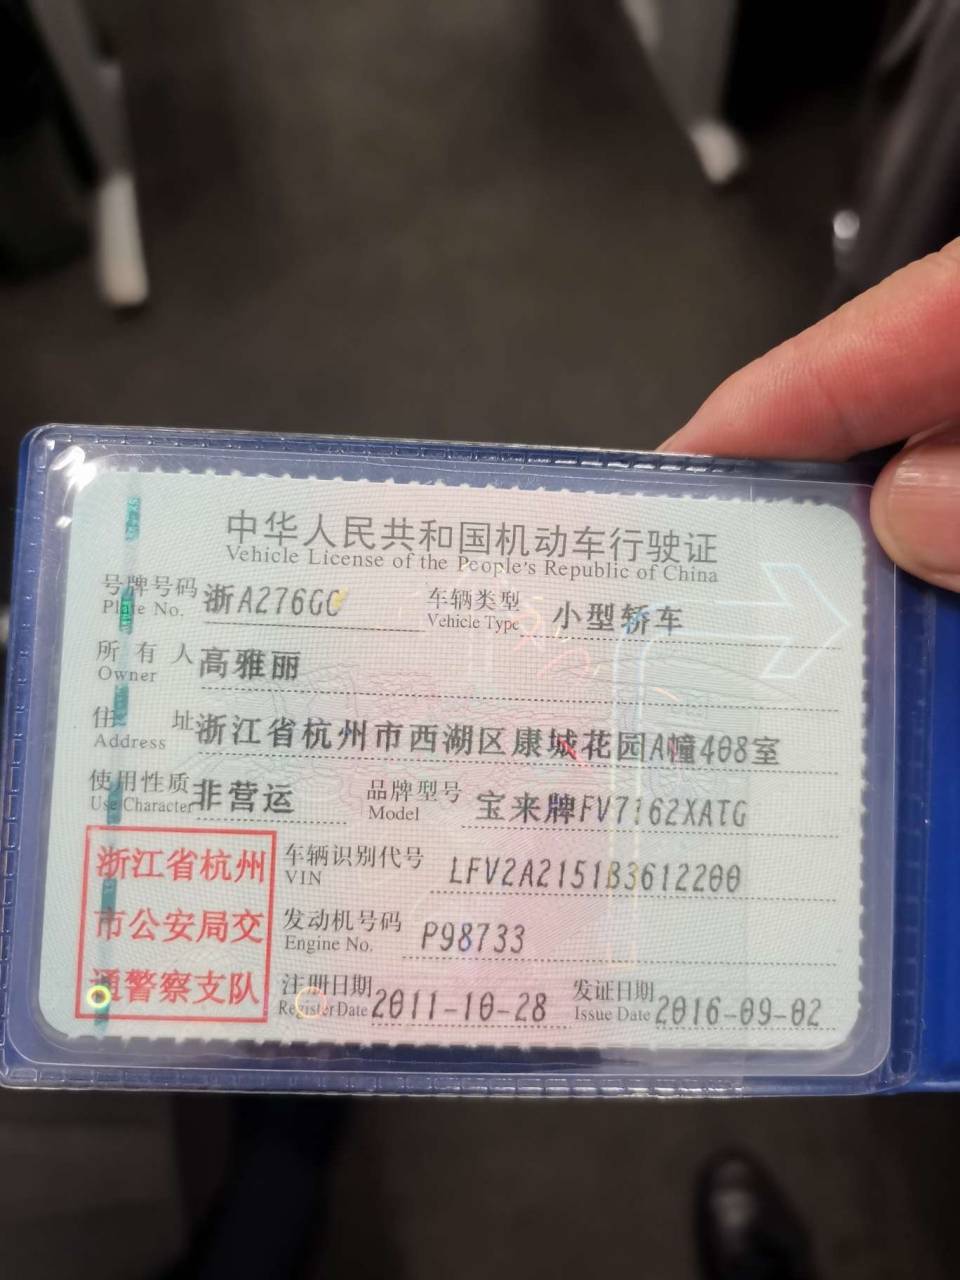 中华人民共和国机动车行驶证
Vehicle License of the People's Republic of China
号牌号码 浙A276GC 车辆类型 小型轿车
Plate No. Vehicle Type
所有人 高雅丽
Owner
住址 浙江省杭州市西湖区康城花园A幢408室
Address
使用性质 非营运 品牌型号 宝来牌FV7162XATG
Use Character Model
浙江省杭州
市公安局交
通警察支队
车辆识别代号 LFV2A2151B3612200
VIN
发动机号码 P98733
Engine No.
注册日期 2011-10-28 发证日期 2016-09-02
Register Date Issue Date